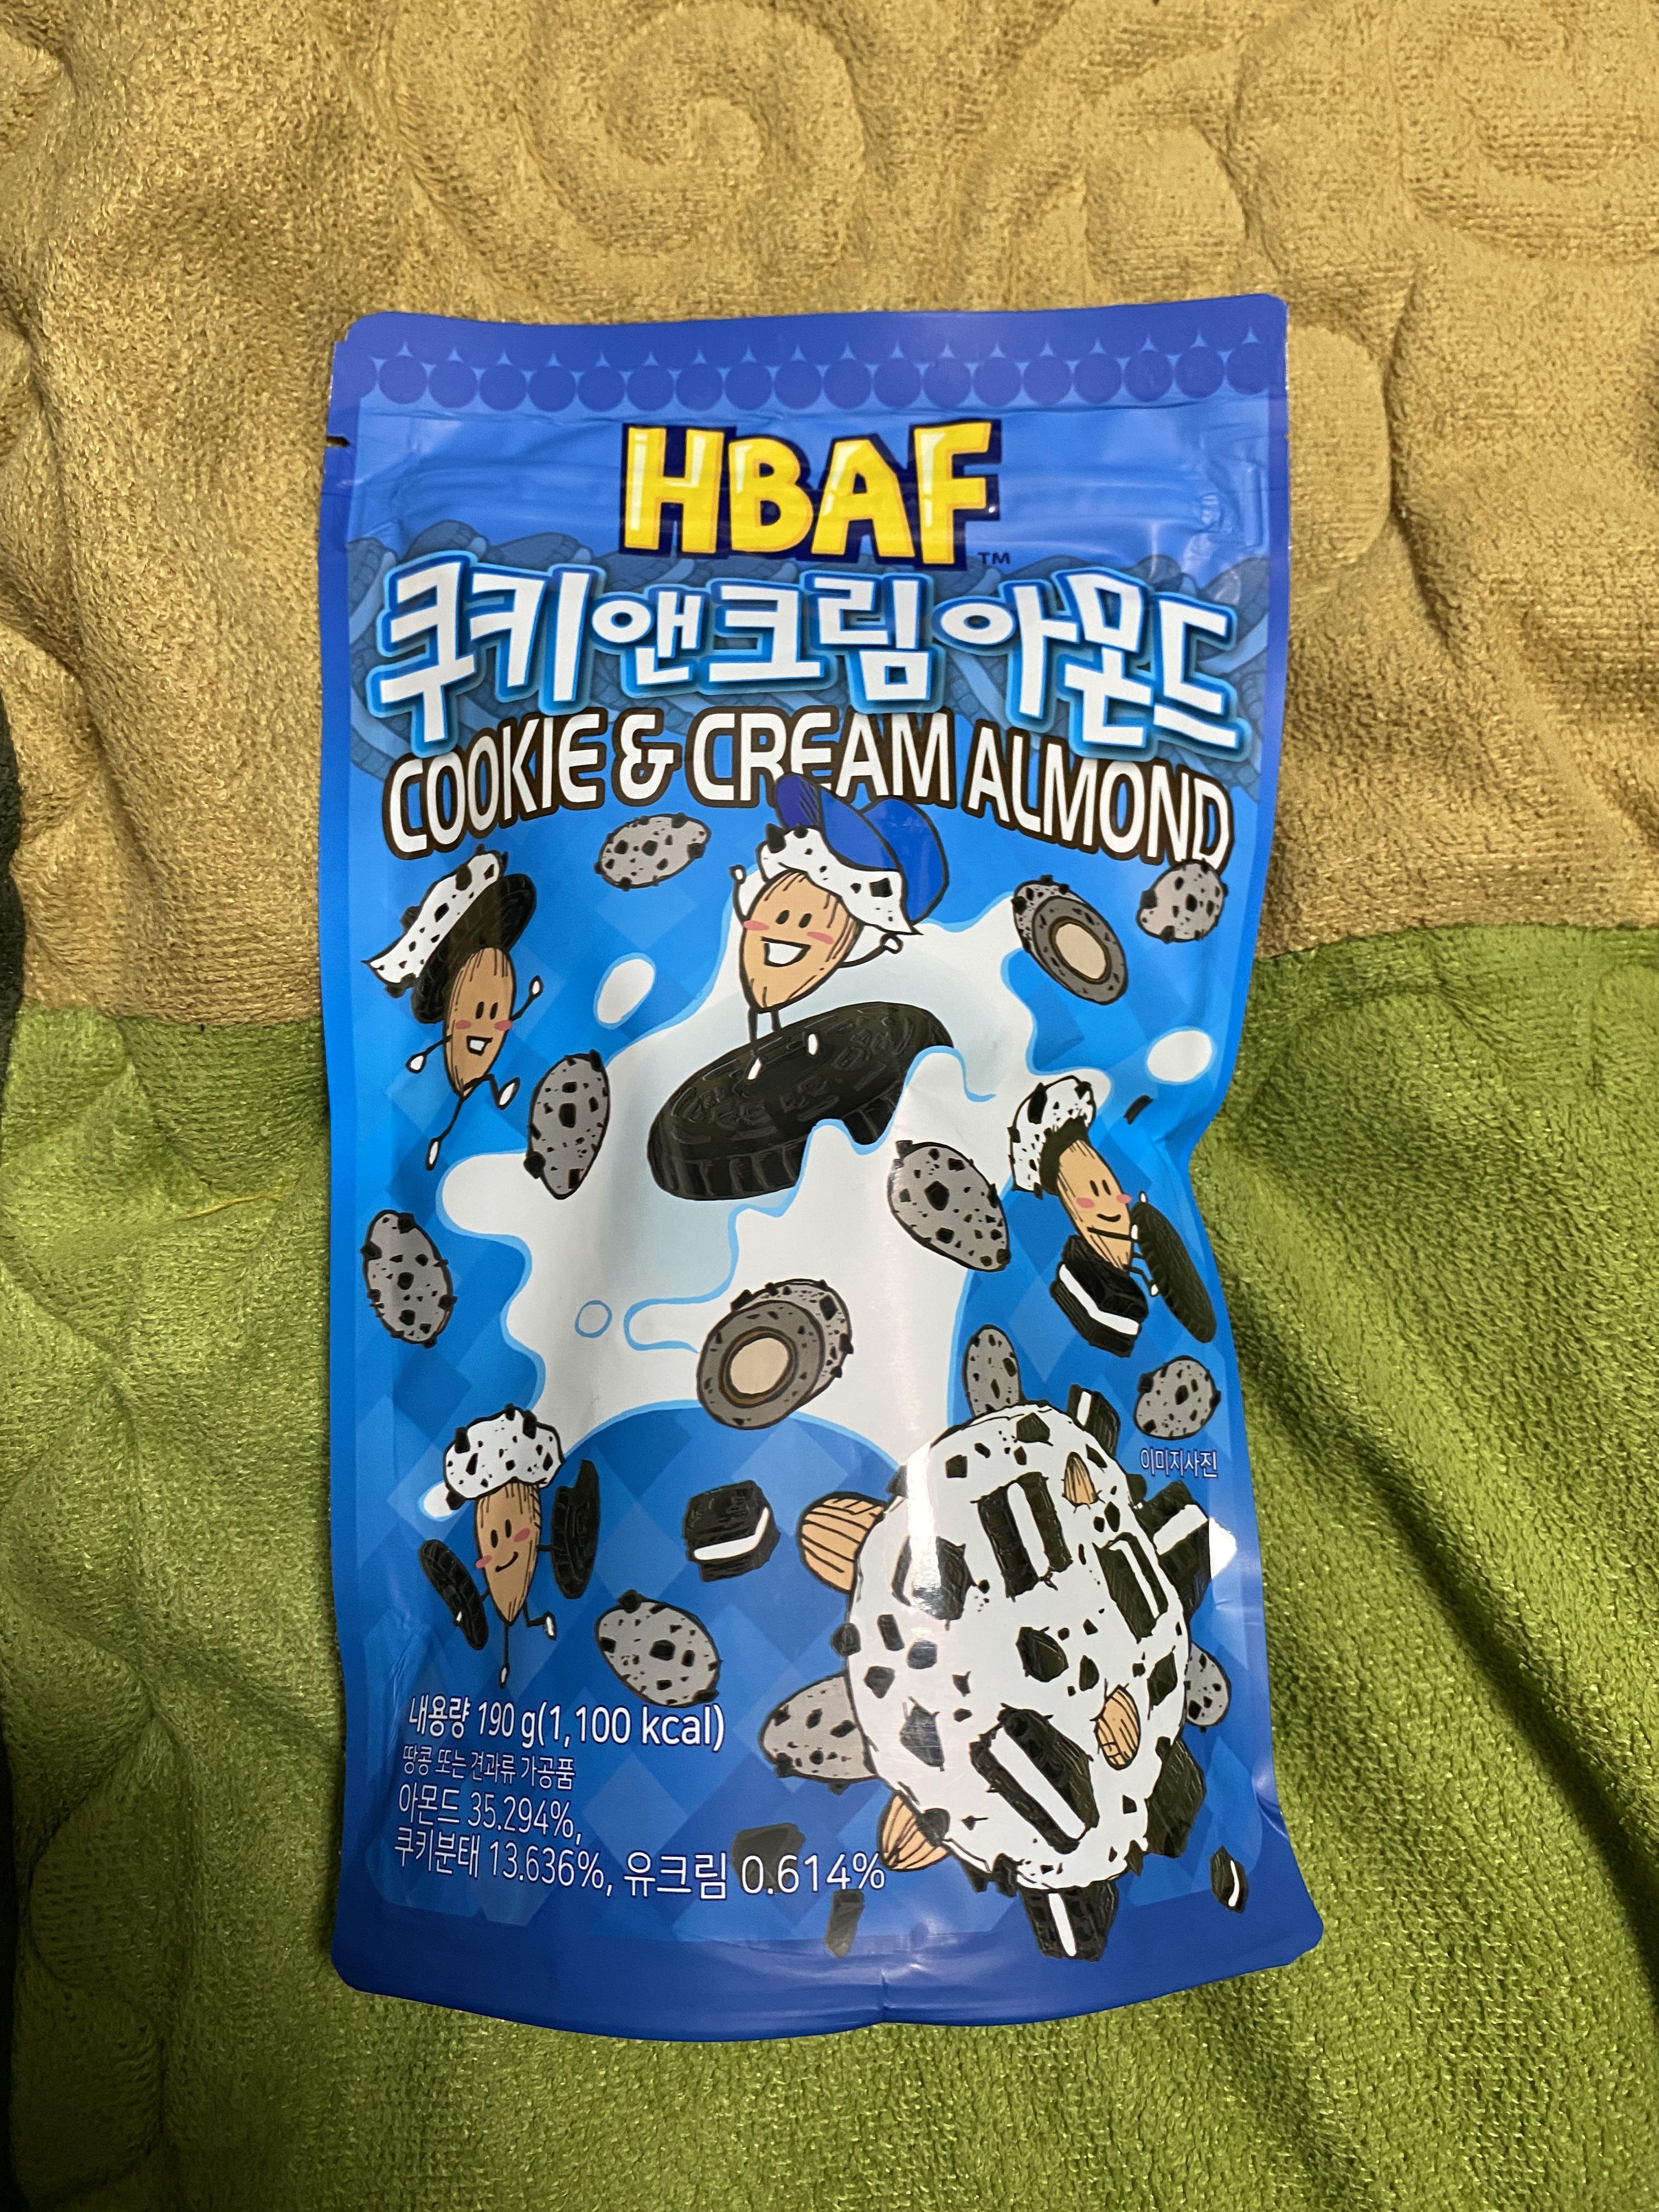 HBAF
TM
쿠키앤크림아몬드
COOKIE & CREAM ALMOND
이미지사진
내용량 190 g(1,100 kcal)
땅콩 또는 견과류 가공품
아몬드 35.294%,
쿠키분태 13.636%, 유크림 0.614%